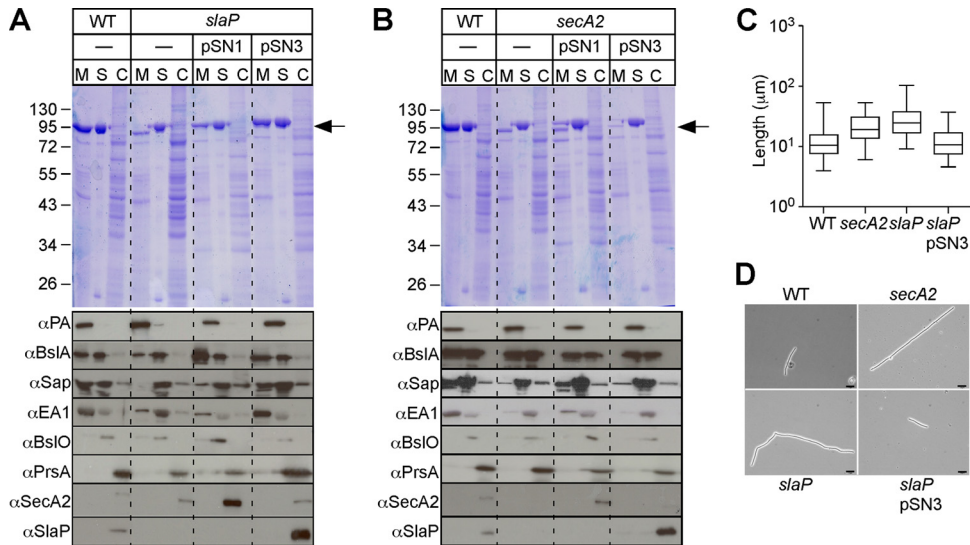 A
WT slaP
— — pSN1 pSN3
M S C M S C M S C M S C
130
95
72
55
43
34
26
αPA
αBslA
αSap
αEA1
αBslO
αPrsA
αSecA2
αSlaP
B
WT secA2
— — pSN1 pSN3
M S C M S C M S C M S C
130
95
72
55
43
34
26
αPA
αBslA
αSap
αEA1
αBslO
αPrsA
αSecA2
αSlaP
C
Length (μm)
10³
10²
10¹
10⁰
WT secA2 slaP slaP
pSN3
D
WT secA2
slaP slaP
pSN3